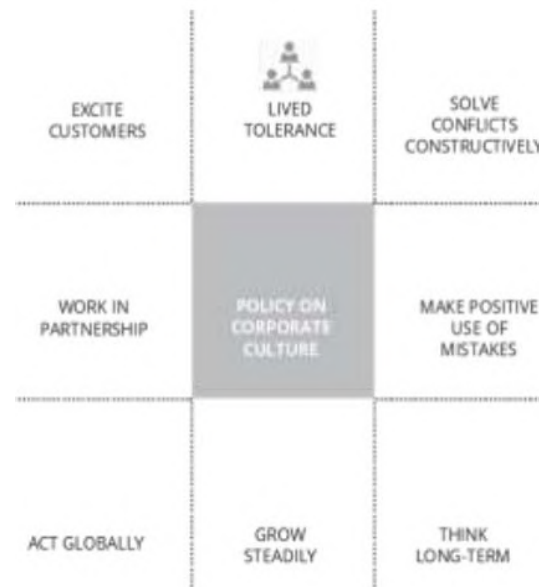 EXCITE
CUSTOMERS
LIVED
TOLERANCE
SOLVE
CONFLICTS
CONSTRUCTIVELY
WORK IN
PARTNERSHIP
POLICY ON
CORPORATE
CULTURE
MAKE POSITIVE
USE OF
MISTAKES
ACT GLOBALLY
GROW
STEADILY
THINK
LONG-TERM